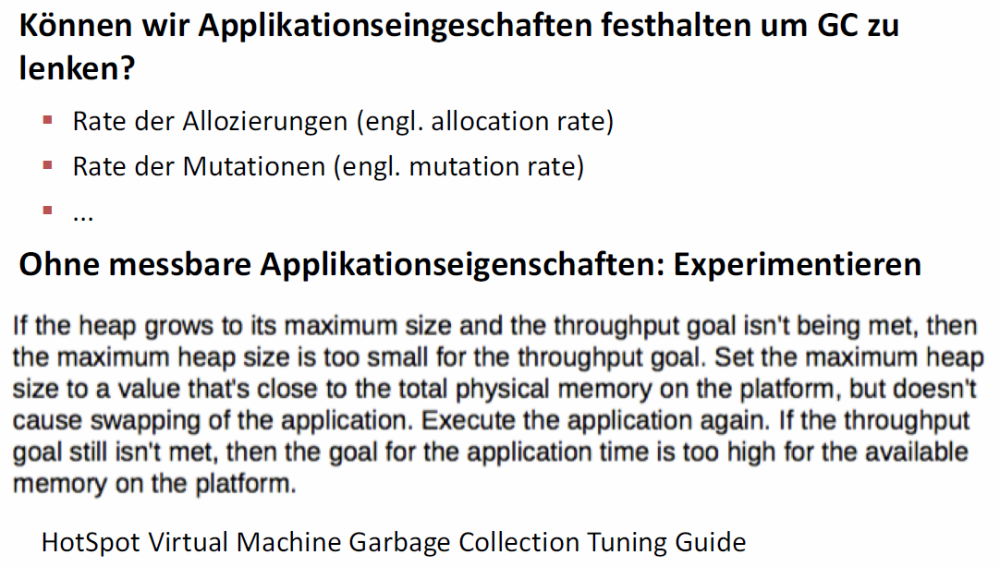 Können wir Applikationseingeschaften festhalten um GC zu
lenken?
▪ Rate der Allozierungen (engl. allocation rate)
▪ Rate der Mutationen (engl. mutation rate)
▪ ...
Ohne messbare Applikationseigenschaften: Experimentieren
If the heap grows to its maximum size and the throughput goal isn't being met, then
the maximum heap size is too small for the throughput goal. Set the maximum heap
size to a value that's close to the total physical memory on the platform, but doesn't
cause swapping of the application. Execute the application again. If the throughput
goal still isn't met, then the goal for the application time is too high for the available
memory on the platform.
HotSpot Virtual Machine Garbage Collection Tuning Guide